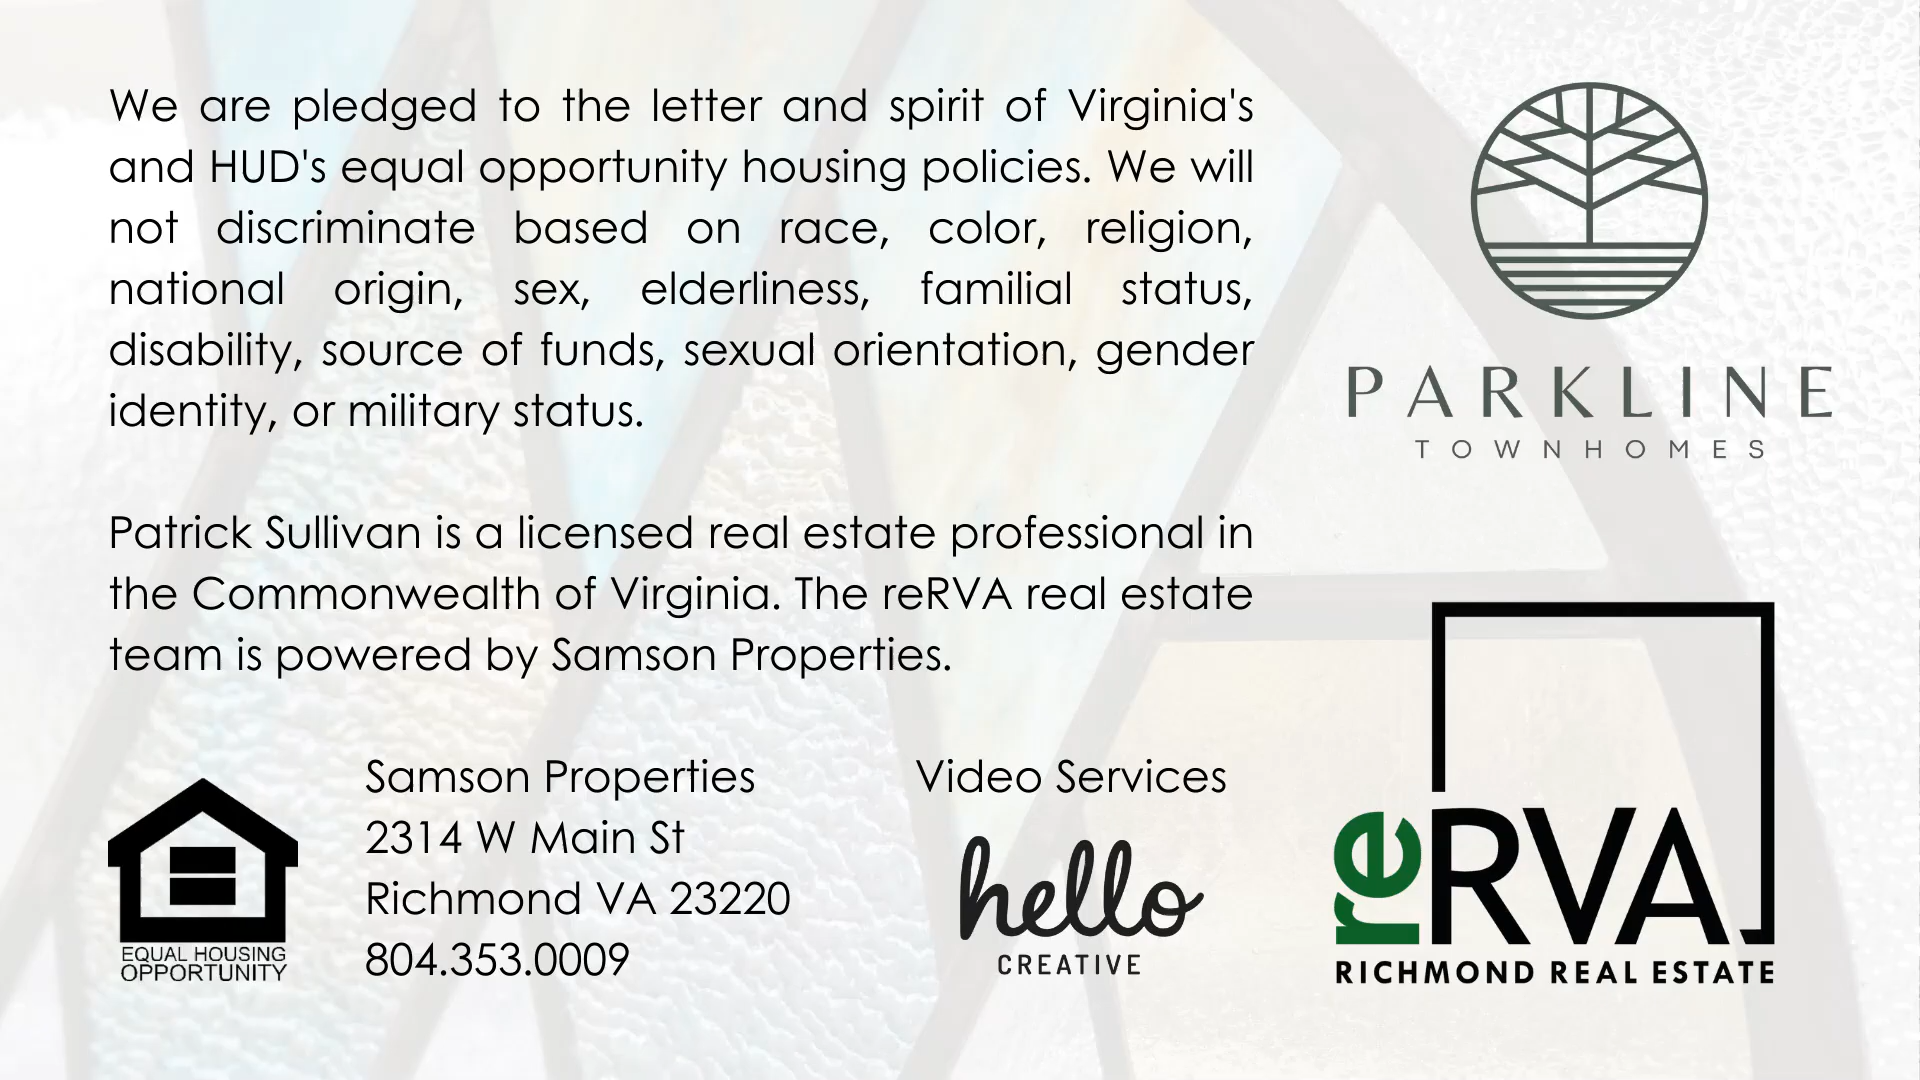 We are pledged to the letter and spirit of Virginia's
and HUD's equal opportunity housing policies. We will
not discriminate based on race, color, religion,
national origin, sex, elderliness, familial status,
disability, source of funds, sexual orientation, gender
identity, or military status.
Patrick Sullivan is a licensed real estate professional in
the Commonwealth of Virginia. The reRVA real estate
team is powered by Samson Properties.
EQUAL HOUSING
OPPORTUNITY
Samson Properties
2314 W Main St
Richmond VA 23220
804.353.0009
Video Services
hello
CREATIVE
PARKLINE
TOWNHOMES
reRVA
RICHMOND REAL ESTATE